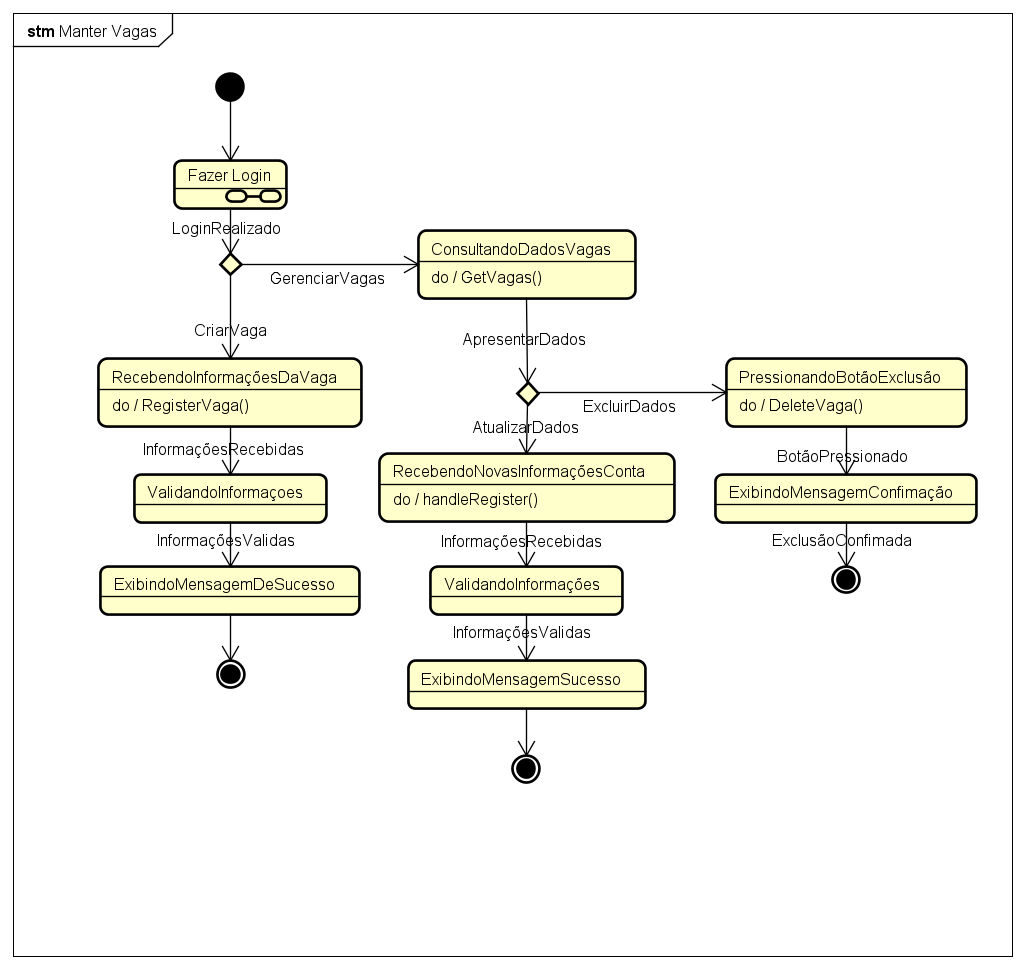 stm Manter Vagas
Fazer Login
LoginRealizado
GerenciarVagas
ConsultandoDadosVagas
do / GetVagas()
CriarVaga
ApresentarDados
RecebendoInformaçõesDaVaga
do / RegisterVaga()
PressionandoBotãoExclusão
do / DeleteVaga()
ExcluirDados
AtualizarDados
InformaçõesRecebidas
BotãoPressionado
RecebendoNovasInformaçõesConta
do / handleRegister()
ValidandoInformaçoes
ExibindoMensagemConfimação
InformaçõesValidas
InformaçõesRecebidas
ExclusãoConfimada
ExibindoMensagemDeSucesso
ValidandoInformações
InformaçõesValidas
ExibindoMensagemSucesso